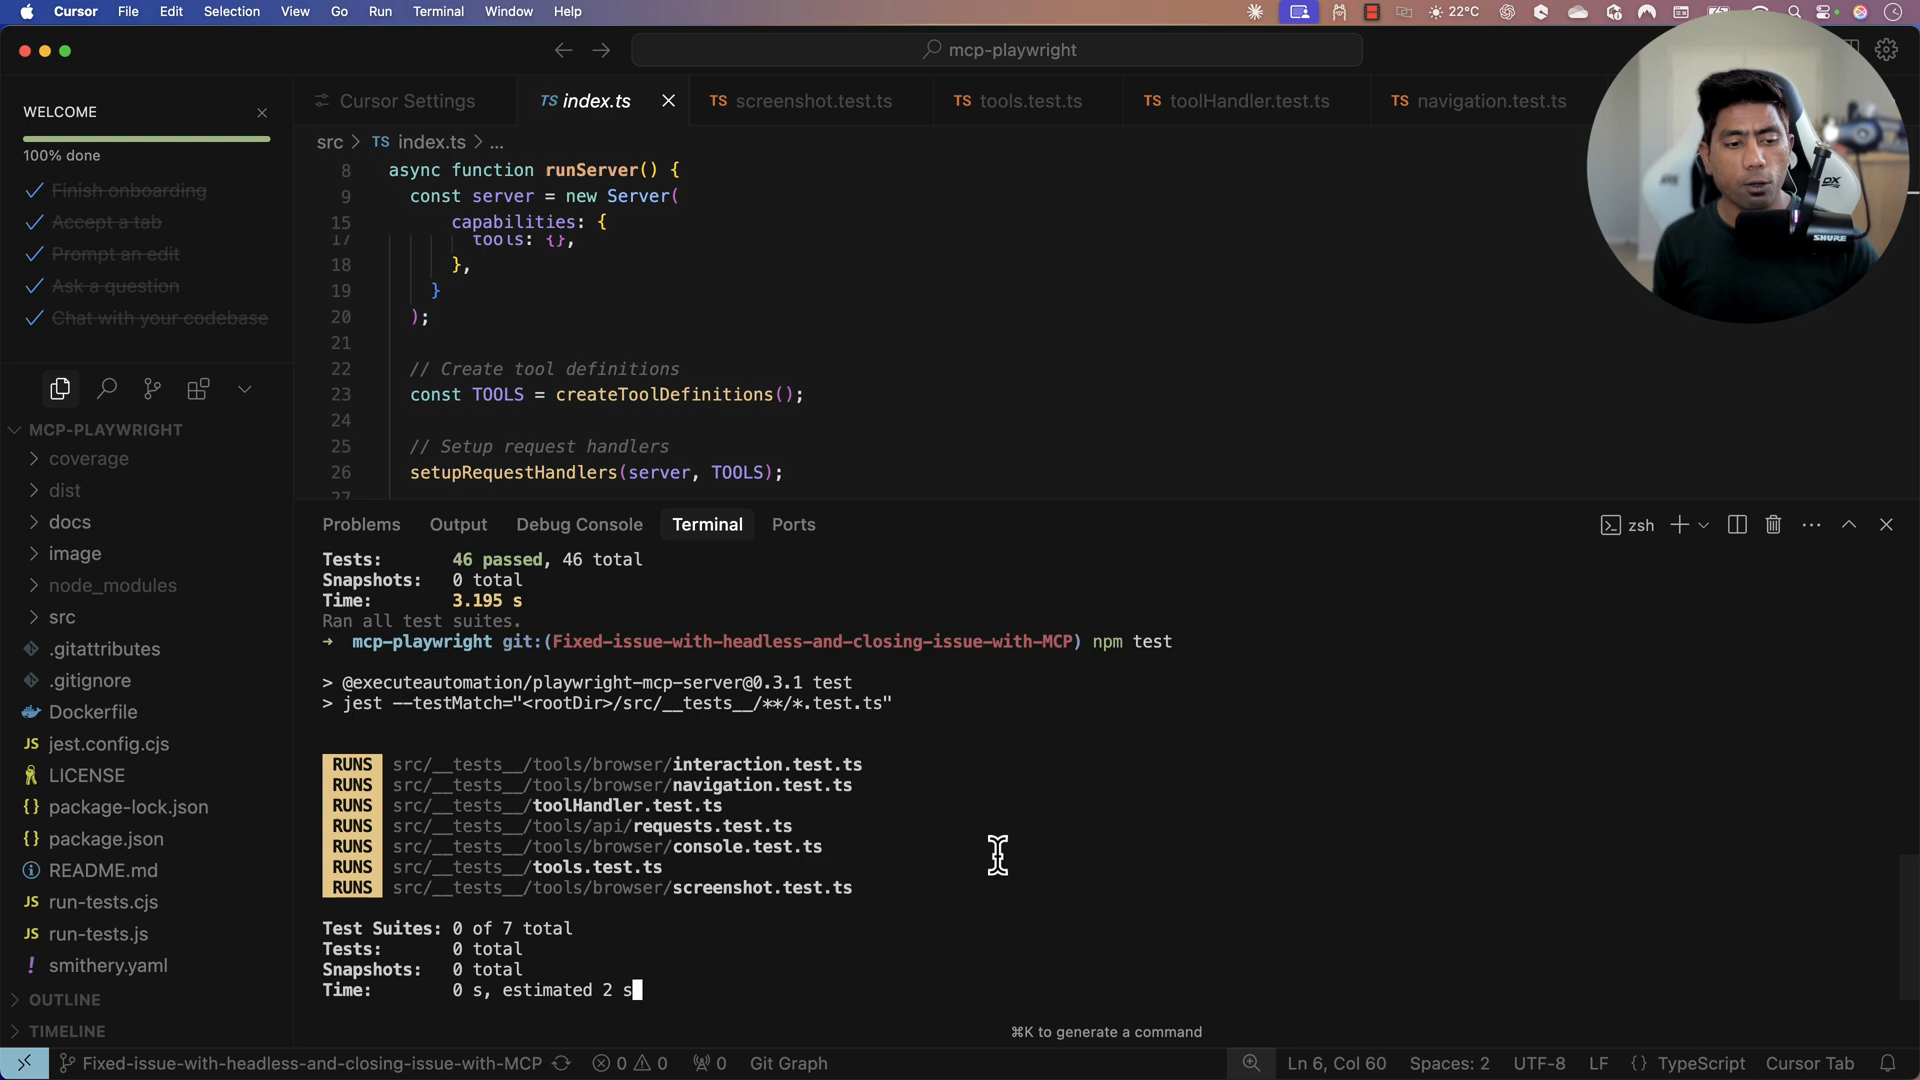 Cursor File Edit Selection View Go Run Terminal Window Help
22°C
mcp-playwright
WELCOME
100% done
Finish onboarding
Accept a tab
Prompt an edit
Ask a question
Chat with your codebase
Cursor Settings
TS index.ts
TS screenshot.test.ts
TS tools.test.ts
TS toolHandler.test.ts
TS navigation.test.ts
src > TS index.ts > ...
8 async function runServer() {
9 const server = new Server(
15 capabilities: {
17 tools: {},
18 },
19 }
20 );
21
22 // Create tool definitions
23 const TOOLS = createToolDefinitions();
24
25 // Setup request handlers
26 setupRequestHandlers(server, TOOLS);
27
MCP-PLAYWRIGHT
coverage
dist
docs
image
node_modules
src
.gitattributes
.gitignore
Dockerfile
JS jest.config.cjs
LICENSE
{} package-lock.json
{} package.json
README.md
JS run-tests.cjs
JS run-tests.js
! smithery.yaml
OUTLINE
TIMELINE
Problems Output Debug Console Terminal Ports
zsh
Tests: 46 passed, 46 total
Snapshots: 0 total
Time: 3.195 s
Ran all test suites.
→ mcp-playwright git:(Fixed-issue-with-headless-and-closing-issue-with-MCP) npm test
> @executeautomation/playwright-mcp-server@0.3.1 test
> jest --testMatch="<rootDir>/src/__tests__/**/*.test.ts"
RUNS src/__tests__/tools/browser/interaction.test.ts
RUNS src/__tests__/tools/browser/navigation.test.ts
RUNS src/__tests__/toolHandler.test.ts
RUNS src/__tests__/tools/api/requests.test.ts
RUNS src/__tests__/tools/browser/console.test.ts
RUNS src/__tests__/tools.test.ts
RUNS src/__tests__/tools/browser/screenshot.test.ts
Test Suites: 0 of 7 total
Tests: 0 total
Snapshots: 0 total
Time: 0 s, estimated 2 s
⌘K to generate a command
Fixed-issue-with-headless-and-closing-issue-with-MCP 0 0 0 Git Graph
Ln 6, Col 60 Spaces: 2 UTF-8 LF {} TypeScript Cursor Tab
SHURE
DX